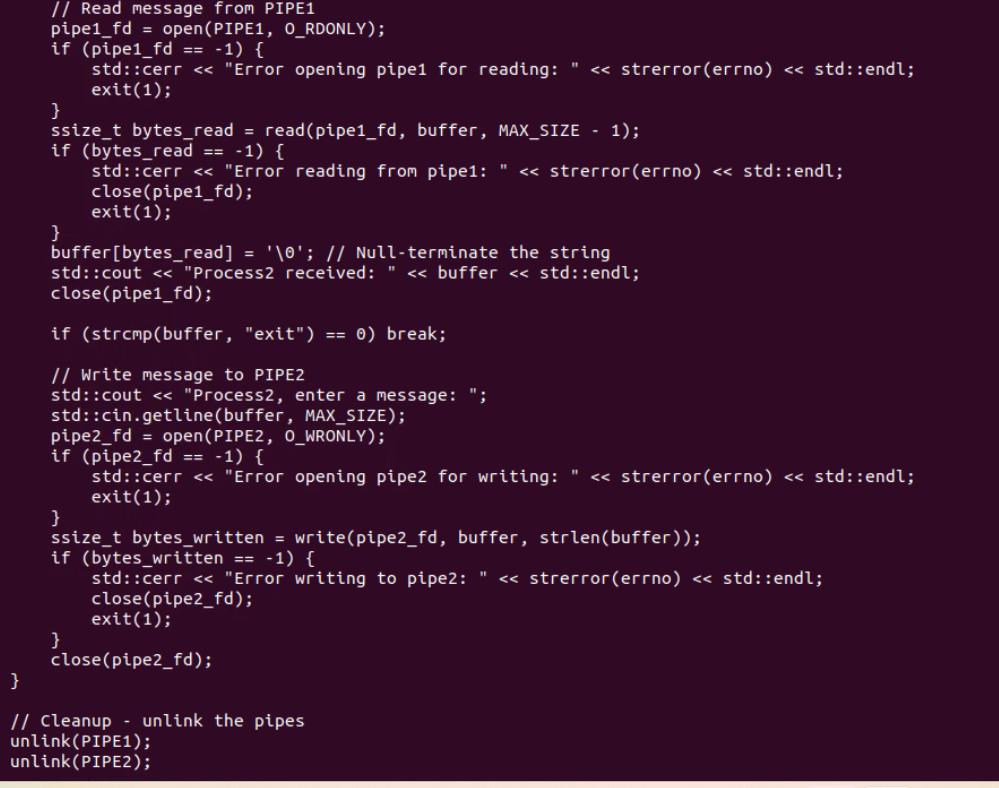 // Read message from PIPE1
pipe1_fd = open(PIPE1, O_RDONLY);
if (pipe1_fd == -1) {
std::cerr << "Error opening pipe1 for reading: " << strerror(errno) << std::endl;
exit(1);
}
ssize_t bytes_read = read(pipe1_fd, buffer, MAX_SIZE - 1);
if (bytes_read == -1) {
std::cerr << "Error reading from pipe1: " << strerror(errno) << std::endl;
close(pipe1_fd);
exit(1);
}
buffer[bytes_read] = '\0'; // Null-terminate the string
std::cout << "Process2 received: " << buffer << std::endl;
close(pipe1_fd);
if (strcmp(buffer, "exit") == 0) break;
// Write message to PIPE2
std::cout << "Process2, enter a message: ";
std::cin.getline(buffer, MAX_SIZE);
pipe2_fd = open(PIPE2, O_WRONLY);
if (pipe2_fd == -1) {
std::cerr << "Error opening pipe2 for writing: " << strerror(errno) << std::endl;
exit(1);
}
ssize_t bytes_written = write(pipe2_fd, buffer, strlen(buffer));
if (bytes_written == -1) {
std::cerr << "Error writing to pipe2: " << strerror(errno) << std::endl;
close(pipe2_fd);
exit(1);
}
close(pipe2_fd);
}
// Cleanup - unlink the pipes
unlink(PIPE1);
unlink(PIPE2);